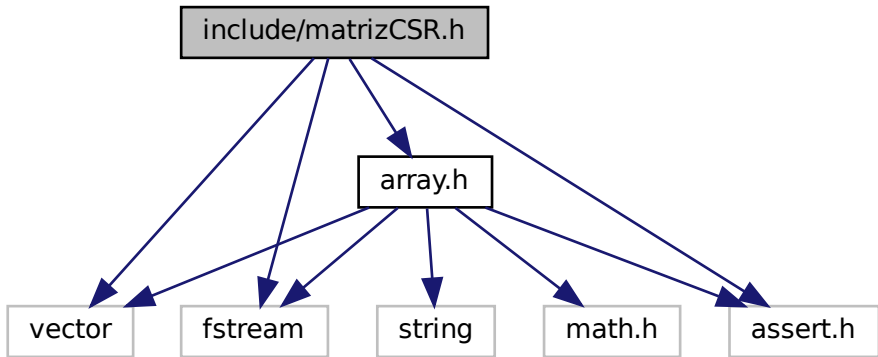 include/matrizCSR.h
array.h
vector
fstream
string
math.h
assert.h